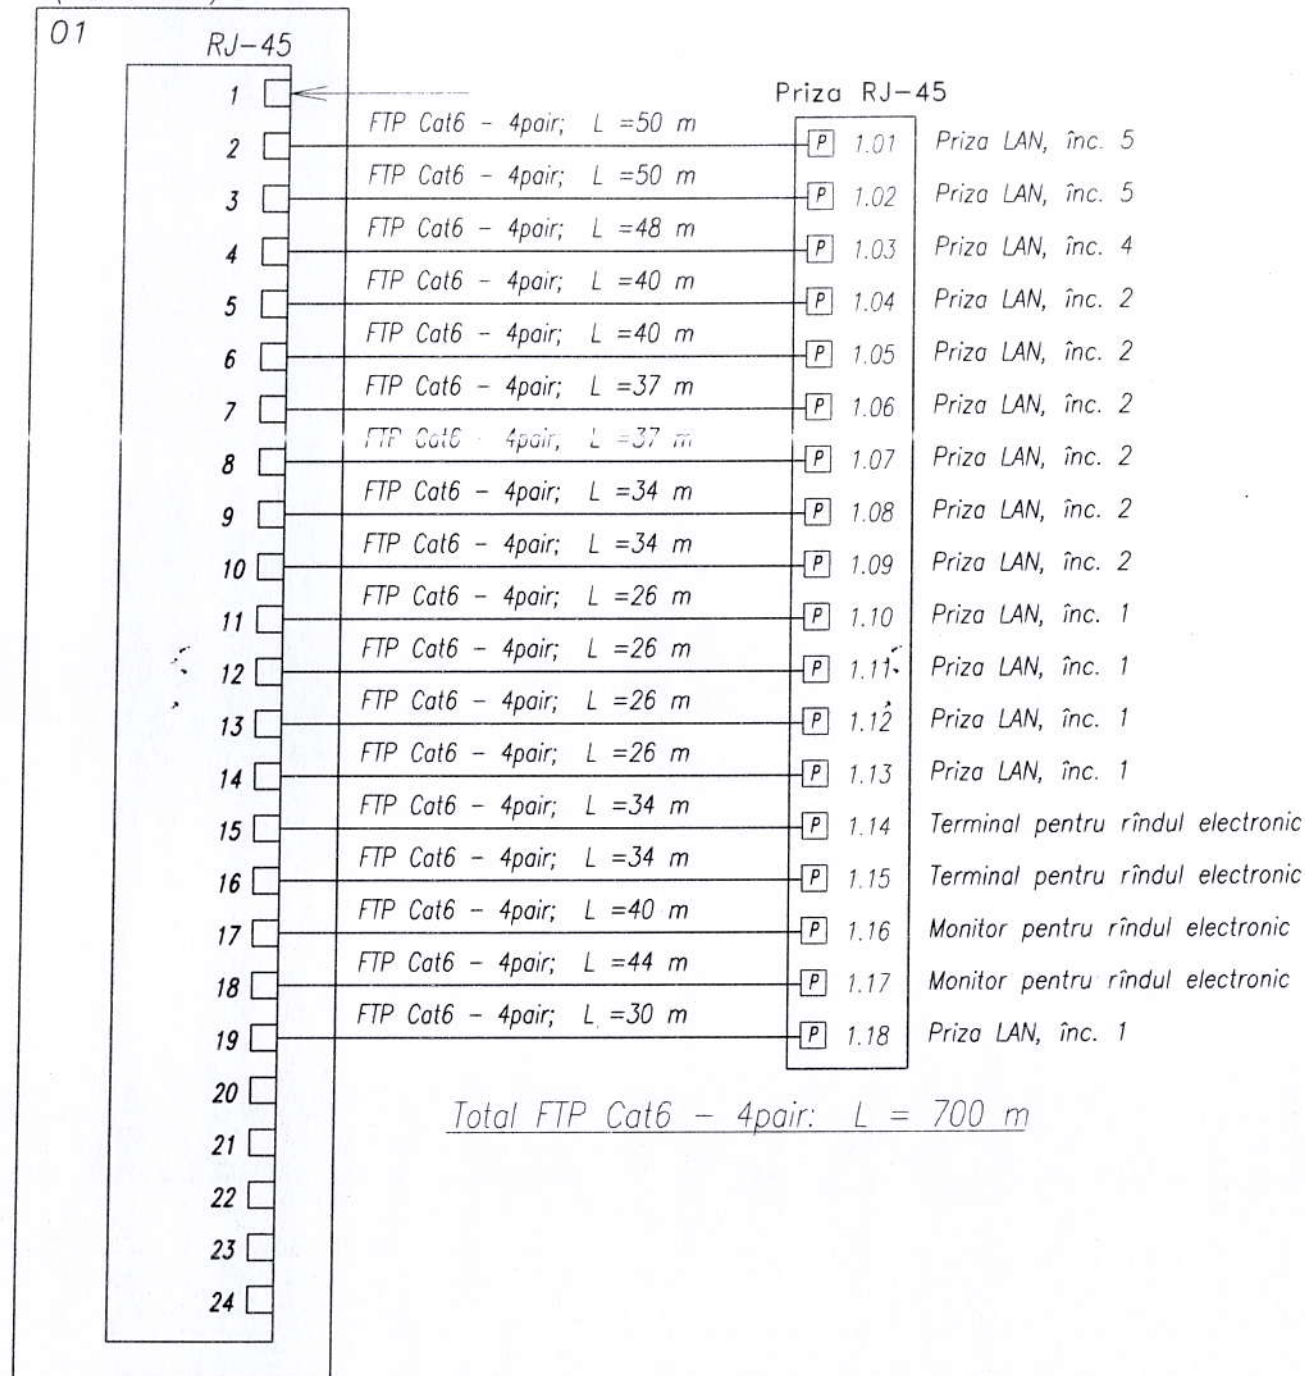 01
RJ-45
1
Priza RJ-45
FTP Cat6 - 4pair; L =50 m
2
P 1.01 Priza LAN, înc. 5
FTP Cat6 - 4pair; L =50 m
3
P 1.02 Priza LAN, înc. 5
FTP Cat6 - 4pair; L =48 m
4
P 1.03 Priza LAN, înc. 4
FTP Cat6 - 4pair; L =40 m
5
P 1.04 Priza LAN, înc. 2
FTP Cat6 - 4pair; L =40 m
6
P 1.05 Priza LAN, înc. 2
FTP Cat6 - 4pair; L =37 m
7
P 1.06 Priza LAN, înc. 2
FTP Cat6 - 4pair; L =37 m
8
P 1.07 Priza LAN, înc. 2
FTP Cat6 - 4pair; L =34 m
9
P 1.08 Priza LAN, înc. 2
FTP Cat6 - 4pair; L =34 m
10
P 1.09 Priza LAN, înc. 2
FTP Cat6 - 4pair; L =26 m
11
P 1.10 Priza LAN, înc. 1
FTP Cat6 - 4pair; L =26 m
12
P 1.11 Priza LAN, înc. 1
FTP Cat6 - 4pair; L =26 m
13
P 1.12 Priza LAN, înc. 1
FTP Cat6 - 4pair; L =26 m
14
P 1.13 Priza LAN, înc. 1
FTP Cat6 - 4pair; L =34 m
15
P 1.14 Terminal pentru rîndul electronic
FTP Cat6 - 4pair; L =34 m
16
P 1.15 Terminal pentru rîndul electronic
FTP Cat6 - 4pair; L =40 m
17
P 1.16 Monitor pentru rîndul electronic
FTP Cat6 - 4pair; L =44 m
18
P 1.17 Monitor pentru rîndul electronic
FTP Cat6 - 4pair; L =30 m
19
P 1.18 Priza LAN, înc. 1
20
Total FTP Cat6 - 4pair: L = 700 m
21
22
23
24